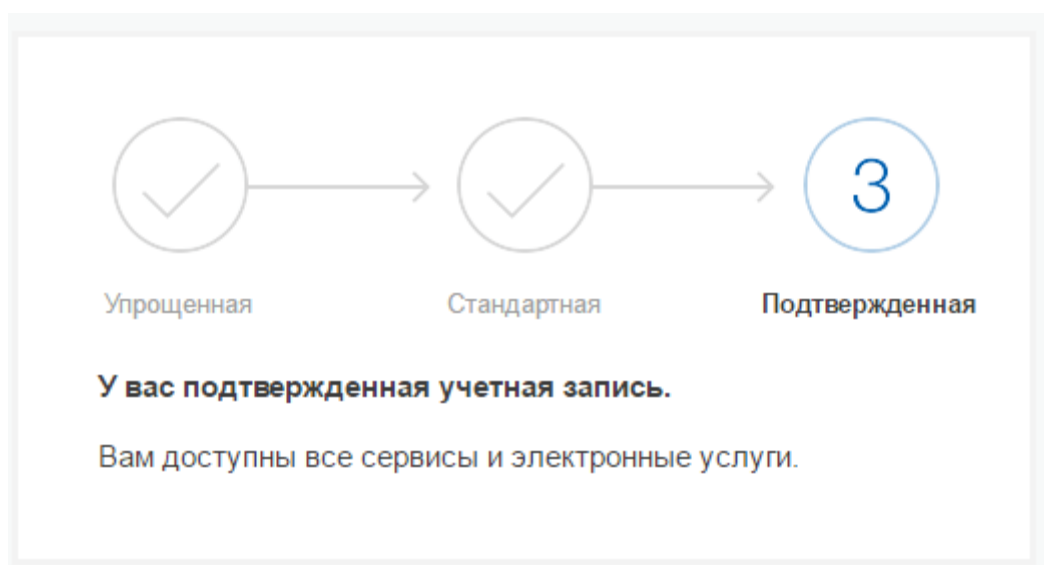 3
Упрощенная Стандартная Подтвержденная
У вас подтвержденная учетная запись.
Вам доступны все сервисы и электронные услуги.